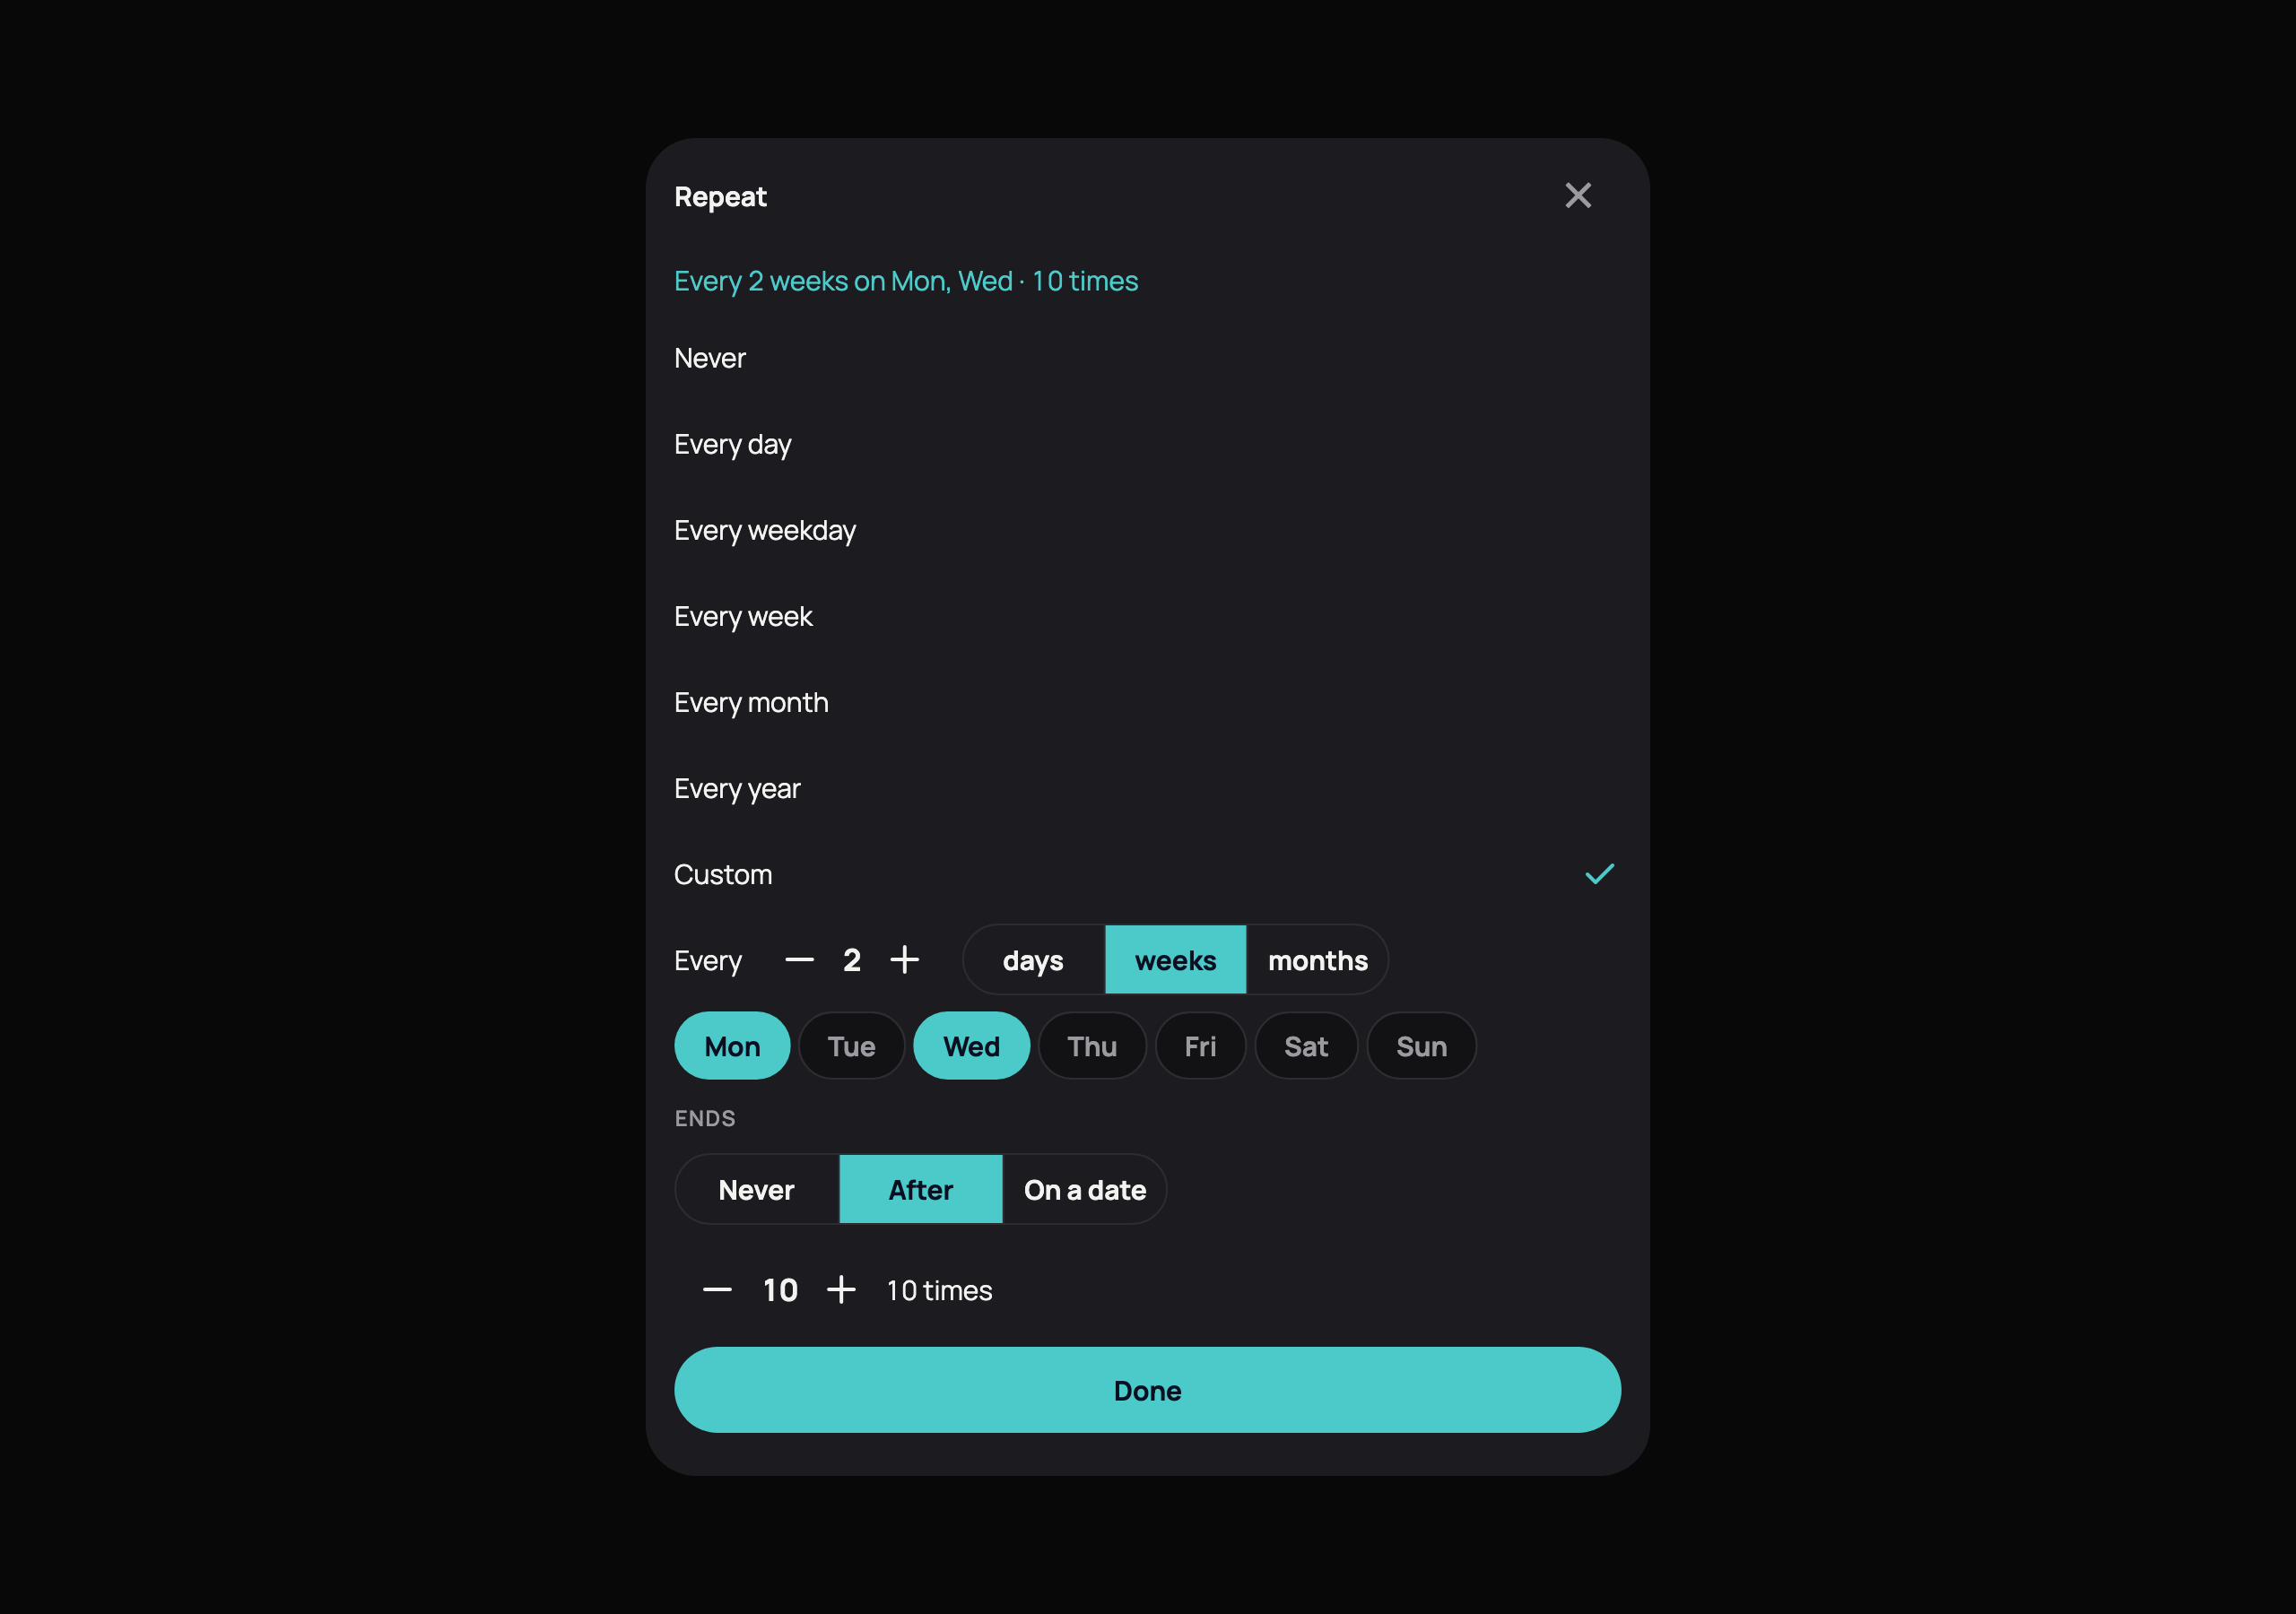 Repeat
Every 2 weeks on Mon, Wed · 10 times
Never
Every day
Every weekday
Every week
Every month
Every year
Custom
Every 2 days weeks months
Mon Tue Wed Thu Fri Sat Sun
ENDS
Never After On a date
10 10 times
Done